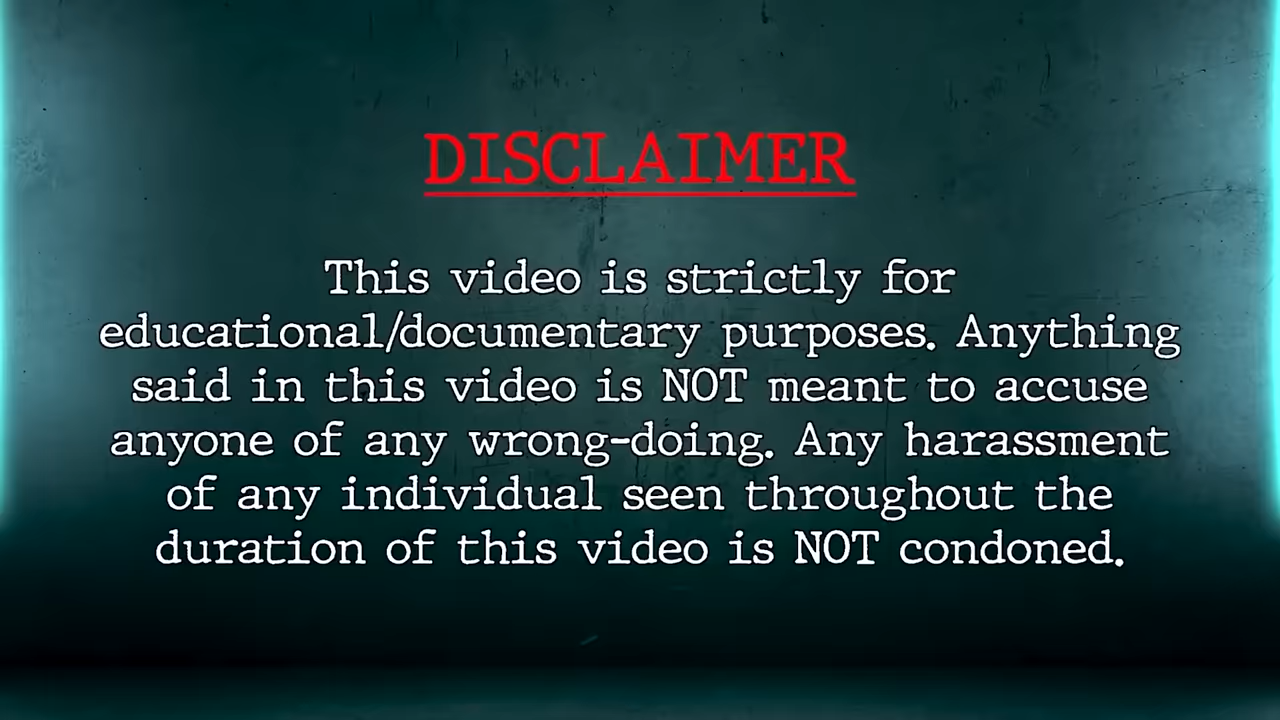 DISCLAIMER
This video is strictly for
educational/documentary purposes. Anything
said in this video is NOT meant to accuse
anyone of any wrong-doing. Any harassment
of any individual seen throughout the
duration of this video is NOT condoned.